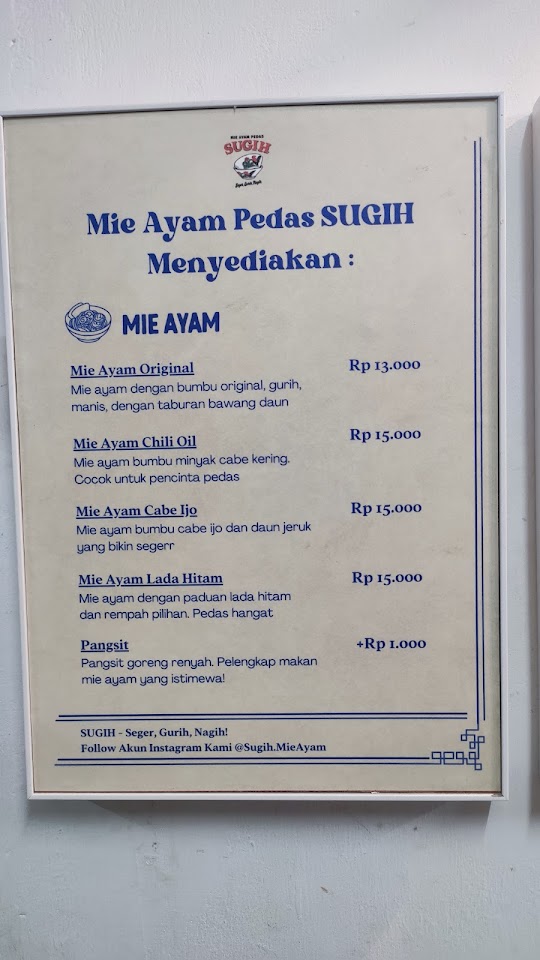 MIE AYAM PEDAS
SUGIH
Seger, Gurih, Nagih
Mie Ayam Pedas SUGIH
Menyediakan :
MIE AYAM
Mie Ayam Original Rp 13.000
Mie ayam dengan bumbu original, gurih,
manis, dengan taburan bawang daun
Mie Ayam Chili Oil Rp 15.000
Mie ayam bumbu minyak cabe kering.
Cocok untuk pencinta pedas
Mie Ayam Cabe Ijo Rp 15.000
Mie ayam bumbu cabe ijo dan daun jeruk
yang bikin segerr
Mie Ayam Lada Hitam Rp 15.000
Mie ayam dengan paduan lada hitam
dan rempah pilihan. Pedas hangat
Pangsit +Rp 1.000
Pangsit goreng renyah. Pelengkap makan
mie ayam yang istimewa!
SUGIH - Seger, Gurih, Nagih!
Follow Akun Instagram Kami @Sugih.MieAyam